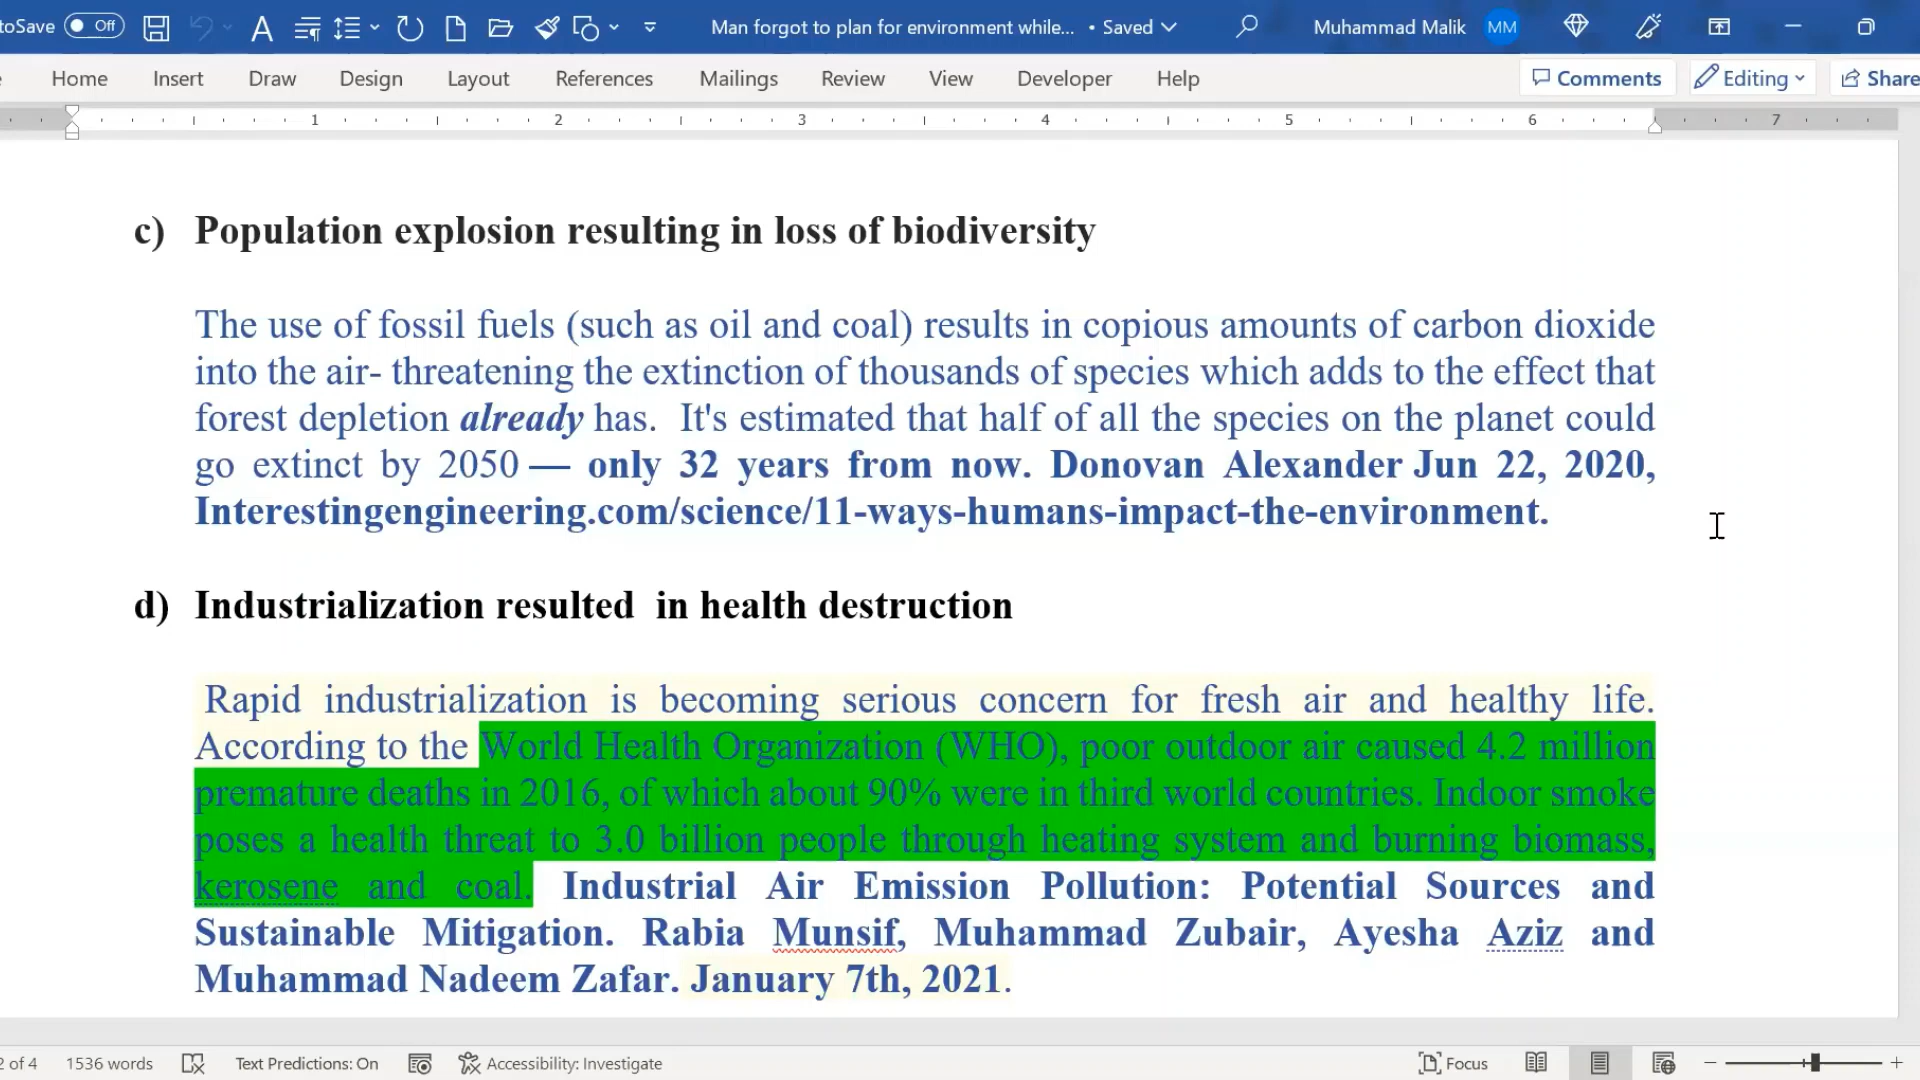 toSave Off Man forgot to plan for environment while... • Saved Muhammad Malik MM
Home Insert Draw Design Layout References Mailings Review View Developer Help Comments Editing Share
1 2 3 4 5 6 7
c) Population explosion resulting in loss of biodiversity
The use of fossil fuels (such as oil and coal) results in copious amounts of carbon dioxide
into the air- threatening the extinction of thousands of species which adds to the effect that
forest depletion already has. It's estimated that half of all the species on the planet could
go extinct by 2050 — only 32 years from now. Donovan Alexander Jun 22, 2020,
Interestingengineering.com/science/11-ways-humans-impact-the-environment.
d) Industrialization resulted in health destruction
Rapid industrialization is becoming serious concern for fresh air and healthy life.
According to the World Health Organization (WHO), poor outdoor air caused 4.2 million
premature deaths in 2016, of which about 90% were in third world countries. Indoor smoke
poses a health threat to 3.0 billion people through heating system and burning biomass,
kerosene and coal. Industrial Air Emission Pollution: Potential Sources and
Sustainable Mitigation. Rabia Munsif, Muhammad Zubair, Ayesha Aziz and
Muhammad Nadeem Zafar. January 7th, 2021.
2 of 4 1536 words Text Predictions: On Accessibility: Investigate Focus